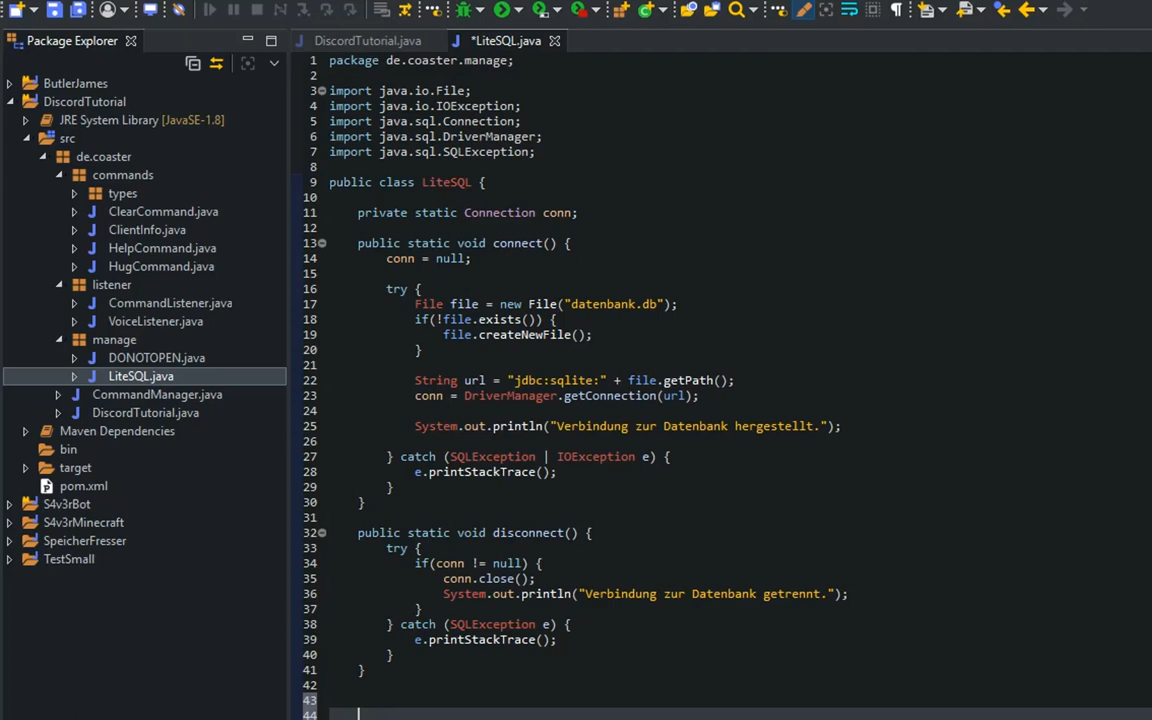 Package Explorer
ButlerJames
DiscordTutorial
JRE System Library [JavaSE-1.8]
src
de.coaster
commands
types
ClearCommand.java
ClientInfo.java
HelpCommand.java
HugCommand.java
listener
CommandListener.java
VoiceListener.java
manage
DONOTOPEN.java
LiteSQL.java
CommandManager.java
DiscordTutorial.java
Maven Dependencies
bin
target
pom.xml
S4v3rBot
S4v3rMinecraft
SpeicherFresser
TestSmall
DiscordTutorial.java *LiteSQL.java
1 package de.coaster.manage;
2
3 import java.io.File;
4 import java.io.IOException;
5 import java.sql.Connection;
6 import java.sql.DriverManager;
7 import java.sql.SQLException;
8
9 public class LiteSQL {
10
11 private static Connection conn;
12
13 public static void connect() {
14 conn = null;
15
16 try {
17 File file = new File("datenbank.db");
18 if(!file.exists()) {
19 file.createNewFile();
20 }
21
22 String url = "jdbc:sqlite:" + file.getPath();
23 conn = DriverManager.getConnection(url);
24
25 System.out.println("Verbindung zur Datenbank hergestellt.");
26
27 } catch (SQLException | IOException e) {
28 e.printStackTrace();
29 }
30 }
31
32 public static void disconnect() {
33 try {
34 if(conn != null) {
35 conn.close();
36 System.out.println("Verbindung zur Datenbank getrennt.");
37 }
38 } catch (SQLException e) {
39 e.printStackTrace();
40 }
41 }
42
43
44